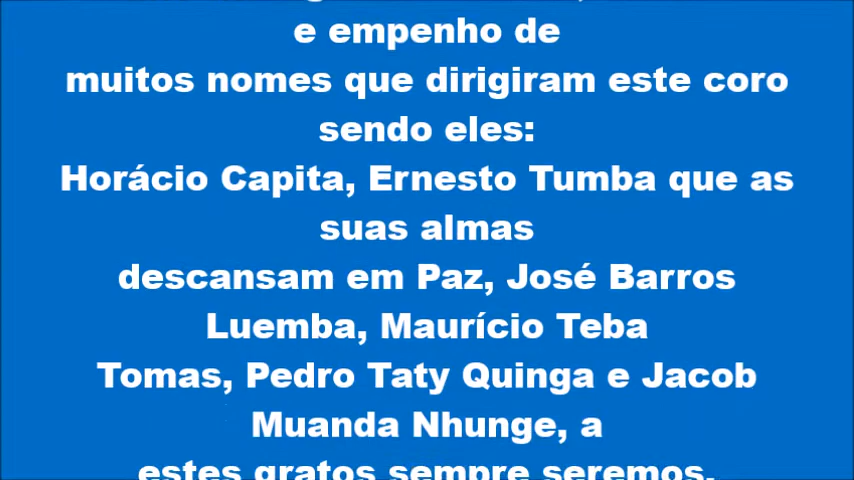 e empenho de
muitos nomes que dirigiram este coro
sendo eles:
Horácio Capita, Ernesto Tumba que as
suas almas
descansam em Paz, José Barros
Luemba, Maurício Teba
Tomas, Pedro Taty Quinga e Jacob
Muanda Nhunge, a
estes gratos sempre seremos.